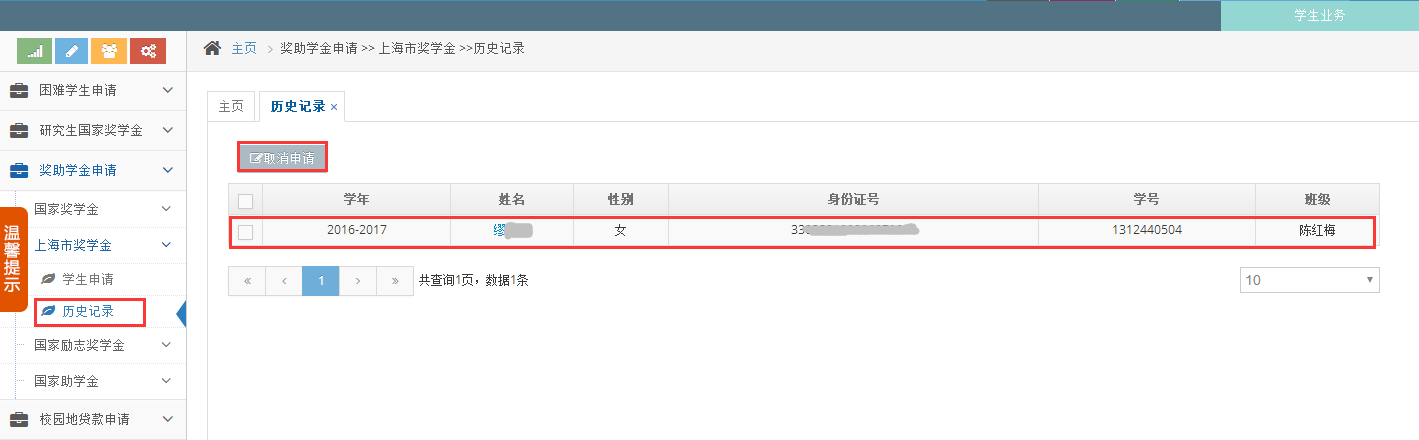 学生业务
主页 > 奖助学金申请 >> 上海市奖学金 >>历史记录
困难学生申请
研究生国家奖学金
奖助学金申请
国家奖学金
上海市奖学金
学生申请
历史记录
国家励志奖学金
国家助学金
校园地贷款申请
温馨提示
主页
历史记录 ×
取消申请
学年 姓名 性别 身份证号 学号 班级
2016-2017 缪 女 33 1312440504 陈红梅
« ‹ 1 › » 共查询1页，数据1条
10